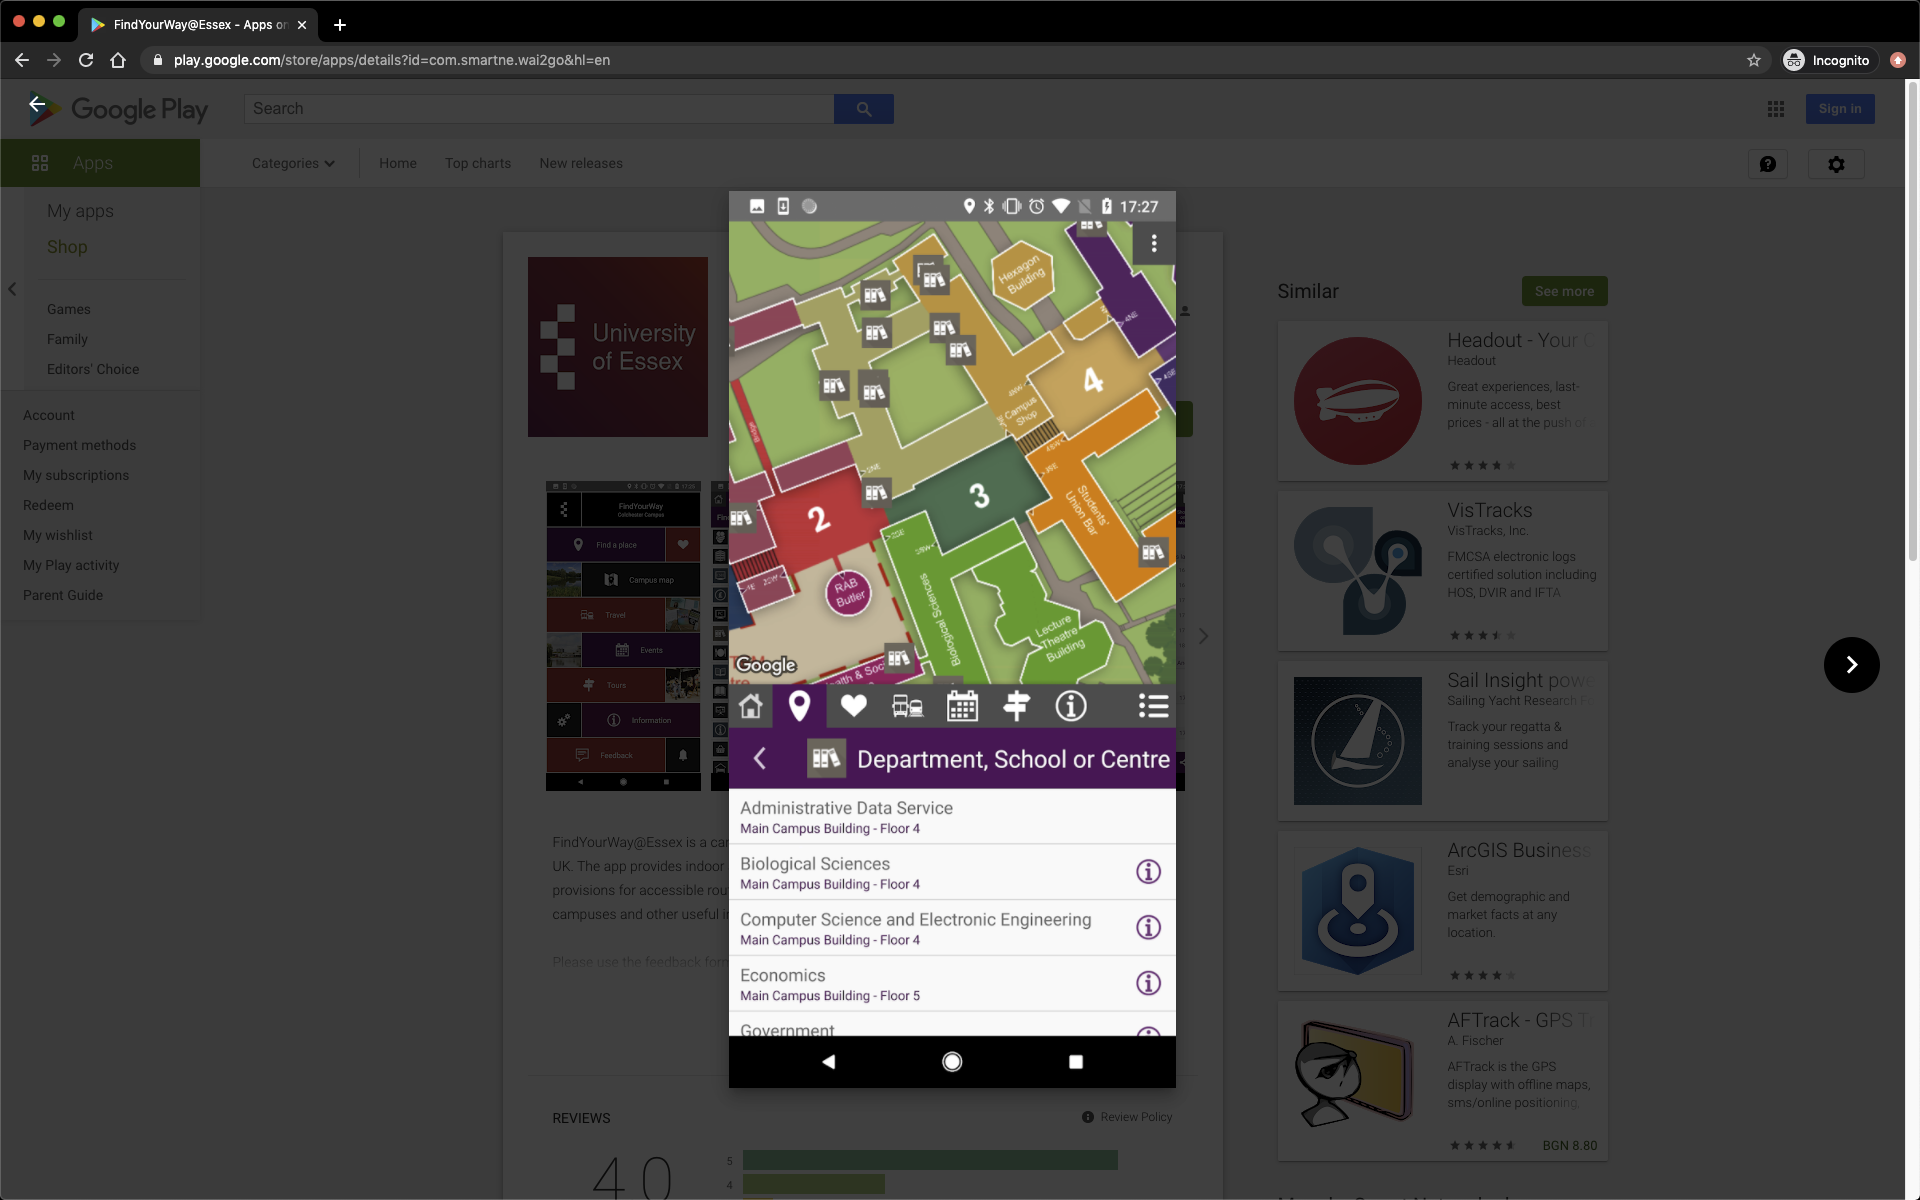 FindYourWay@Essex - Apps on
play.google.com/store/apps/details?id=com.smartne.wai2go&hl=en
Incognito
Google Play
Search
Sign in
Apps
Categories
Home
Top charts
New releases
My apps
Shop
Games
Family
Editors' Choice
Account
Payment methods
My subscriptions
Redeem
My wishlist
My Play activity
Parent Guide
University
of Essex
FindYourWay
Colchester Campus
Find a place
Campus map
Travel
Events
Tours
Information
Feedback
FindYourWay@Essex is a
UK. The app provides indoor
provisions for accessible
campuses and other useful
Please use the feedback form
REVIEWS
Review Policy
4.0
5
4
17:27
Hexagon
Building
4
Campus
Shop
3
2
Students'
Union Bar
RAB
Butler
Biological Sciences
Lecture
Theatre
Building
Google
Department, School or Centre
Administrative Data Service
Main Campus Building - Floor 4
Biological Sciences
Main Campus Building - Floor 4
Computer Science and Electronic Engineering
Main Campus Building - Floor 4
Economics
Main Campus Building - Floor 5
Government
Similar
See more
Headout - Your
Headout
Great experiences, last-
minute access, best
prices - all at the push of
VisTracks
VisTracks, Inc.
FMCSA electronic logs
certified solution including
HOS, DVIR and IFTA
Sail Insight powe
Sailing Yacht Research
Track your regatta &
training sessions and
analyse your sailing
ArcGIS Business
Esri
Get demographic and
market facts at any
location.
AFTrack - GPS
A. Fischer
AFTrack is the GPS
display with offline maps,
sms/online positioning,
BGN 8.80